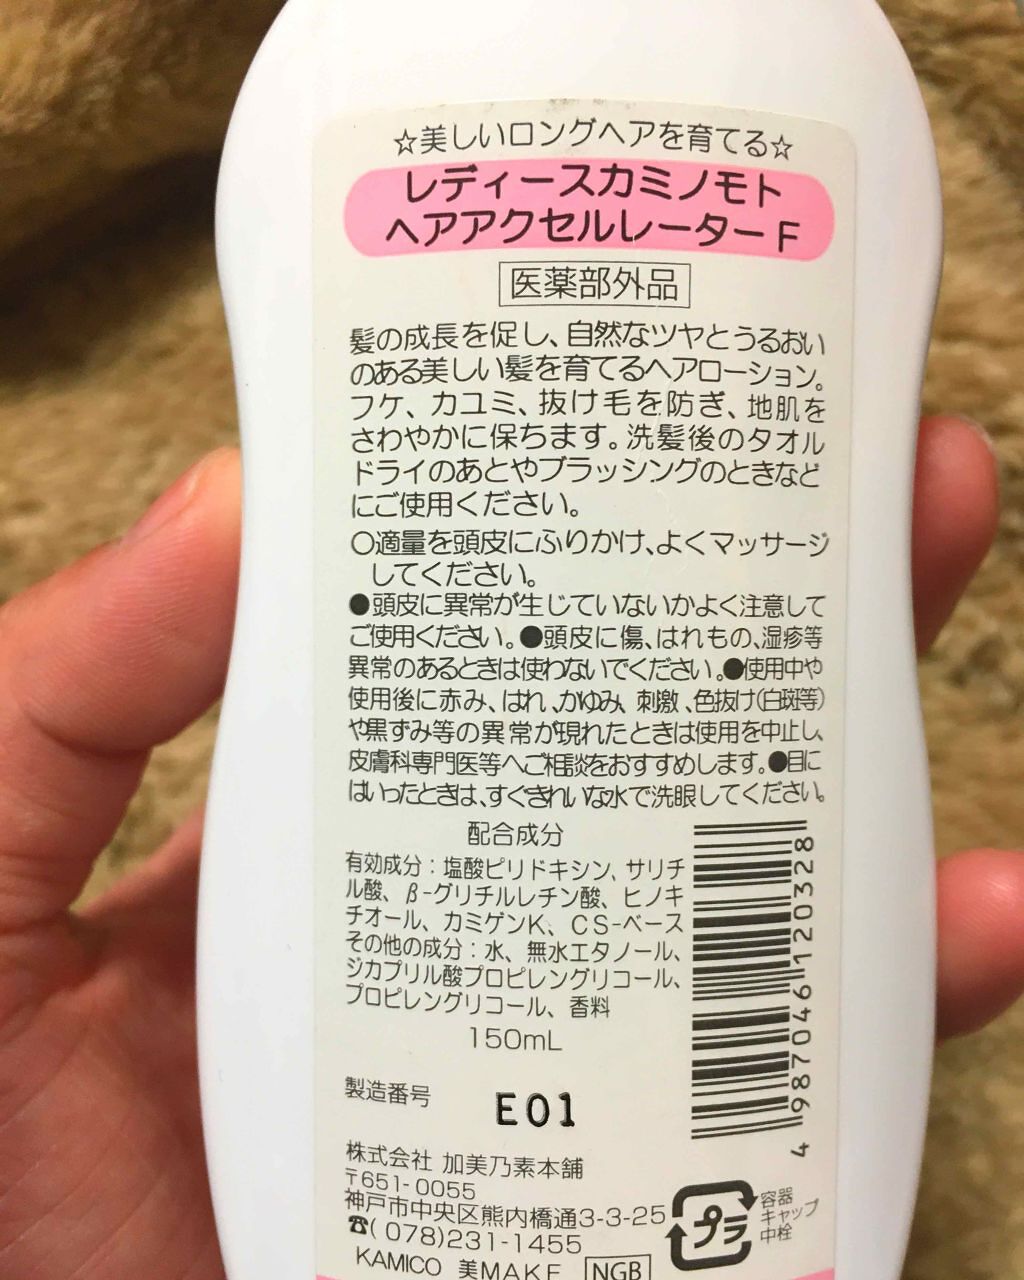 ☆美しいロングヘアを育てる☆
レディースカミノモト
ヘアアクセルレーターF
医薬部外品
髪の成長を促し、自然なツヤとうるおい
のある美しい髪を育てるヘアローション。
フケ、カユミ、抜け毛を防ぎ、地肌を
さわやかに保ちます。洗髪後のタオル
ドライのあとやブラッシングのときなど
にご使用ください。
○適量を頭皮にふりかけ、よくマッサージ
してください。
●頭皮に異常が生じていないかよく注意して
ご使用ください。●頭皮に傷、はれもの、湿疹等
異常のあるときは使わないでください。●使用中や
使用後に赤み、はれ、かゆみ、刺激、色抜け(白斑等)
や黒ずみ等の異常が現れたときは使用を中止し、
皮膚科専門医等へご相談をおすすめします。●目に
はいったときは、すぐきれいな水で洗眼してください。
配合成分
有効成分：塩酸ピリドキシン、サリチ
ル酸、β-グリチルレチン酸、ヒノキ
チオール、カミゲンK、CS-ベース
その他の成分：水、無水エタノール、
ジカプリル酸プロピレングリコール、
プロピレングリコール、香料
150mL
4 987046 120328
製造番号
E01
株式会社 加美乃素本舗
〒651-0055
神戸市中央区熊内橋通3-3-25
☎(078)231-1455
KAMICO 美MAKE NGB
プラ
容器
キャップ
中栓